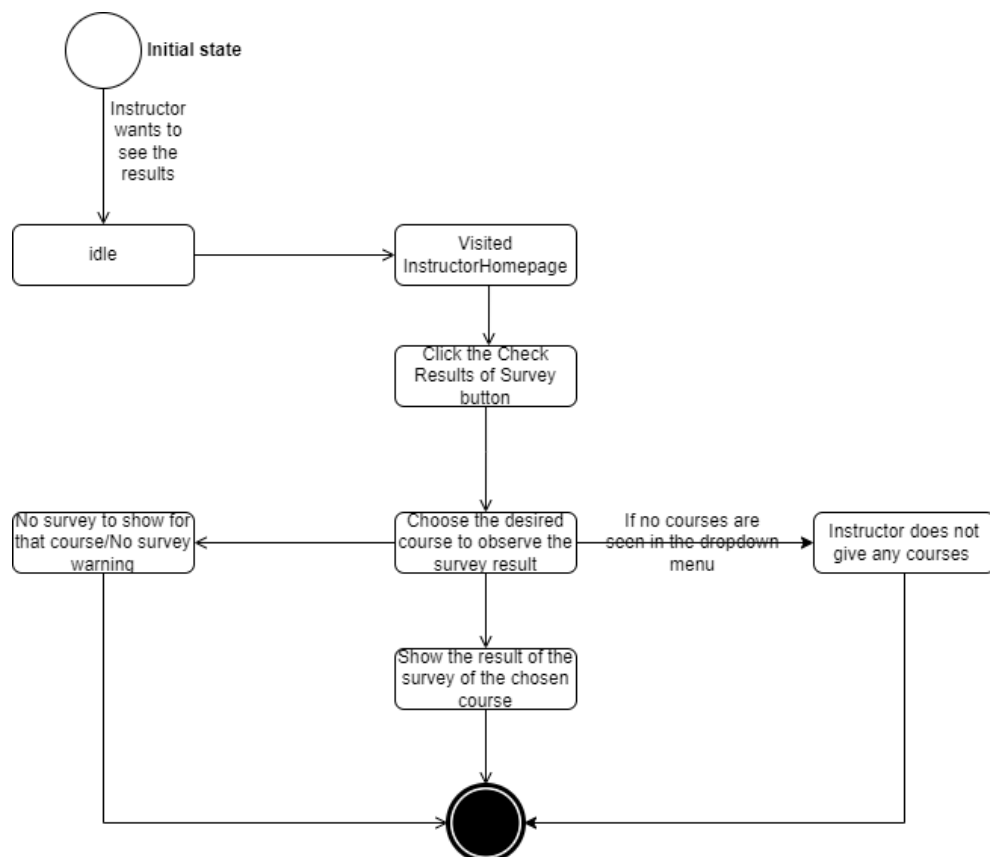 Initial state
Instructor
wants to
see the
results
idle
Visited
InstructorHomepage
Click the Check
Results of Survey
button
No survey to show for
that course/No survey
warning
Choose the desired
course to observe the
survey result
If no courses are
seen in the dropdown
menu
Instructor does not
give any courses
Show the result of the
survey of the chosen
course